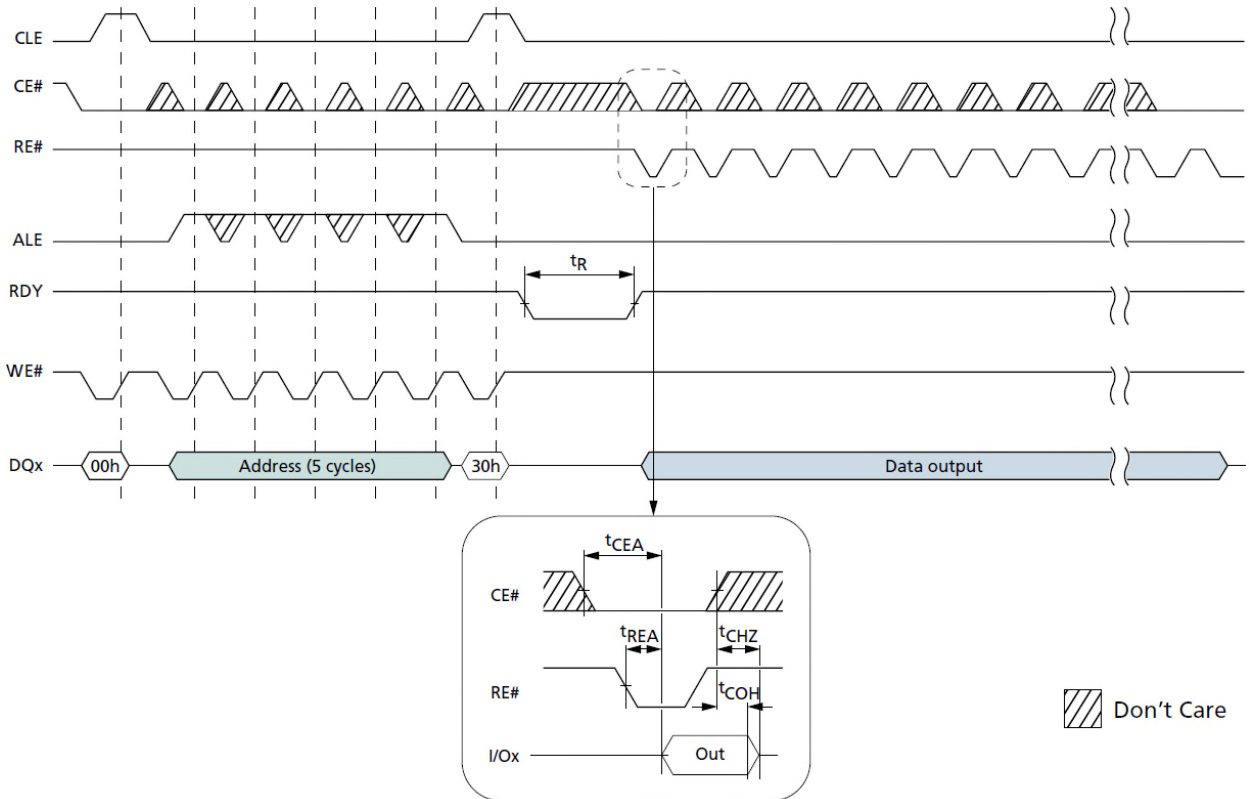 CLE
CE#
RE#
ALE
tR
RDY
WE#
DQx
00h
Address (5 cycles)
30h
Data output
tCEA
CE#
tREA
tCHZ
RE#
tCOH
I/Ox
Out
Don't Care